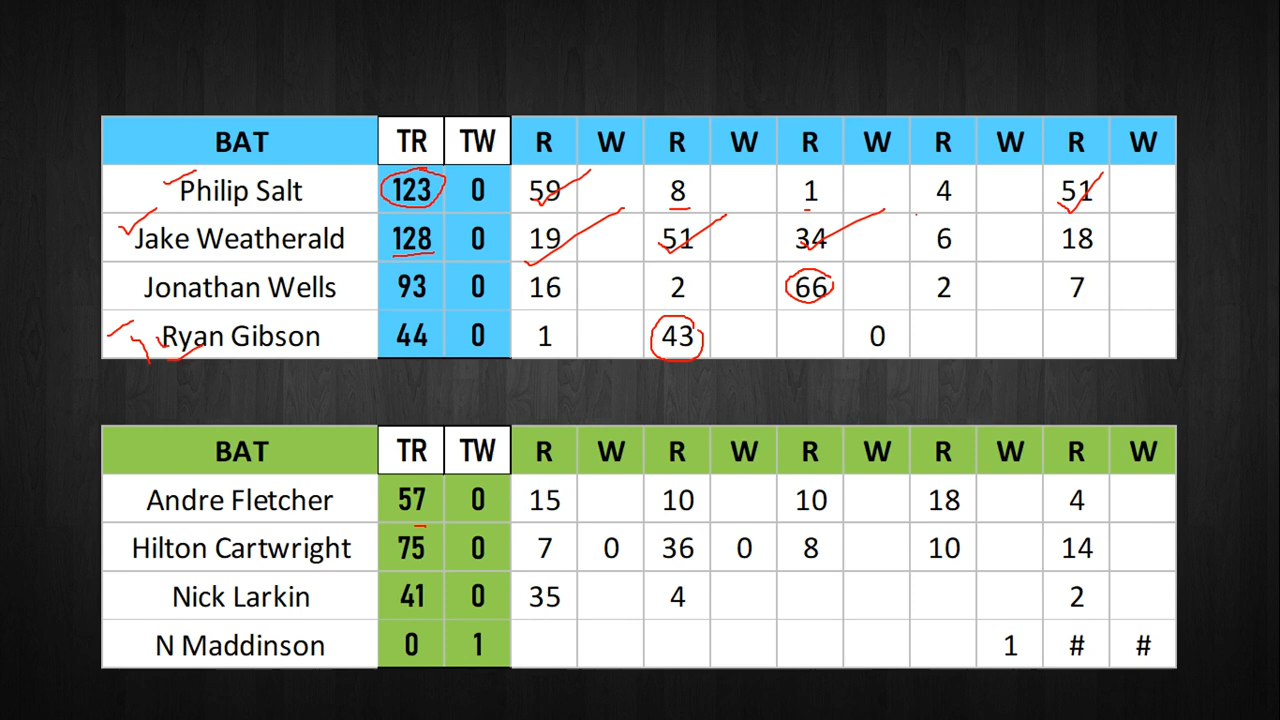 BAT TR TW R W R W R W R W R W
Philip Salt 123 0 59 8 1 4 51
Jake Weatherald 128 0 19 51 34 6 18
Jonathan Wells 93 0 16 2 66 2 7
Ryan Gibson 44 0 1 43 0
BAT TR TW R W R W R W R W R W
Andre Fletcher 57 0 15 10 10 18 4
Hilton Cartwright 75 0 7 0 36 0 8 10 14
Nick Larkin 41 0 35 4 2
N Maddinson 0 1 1 # #